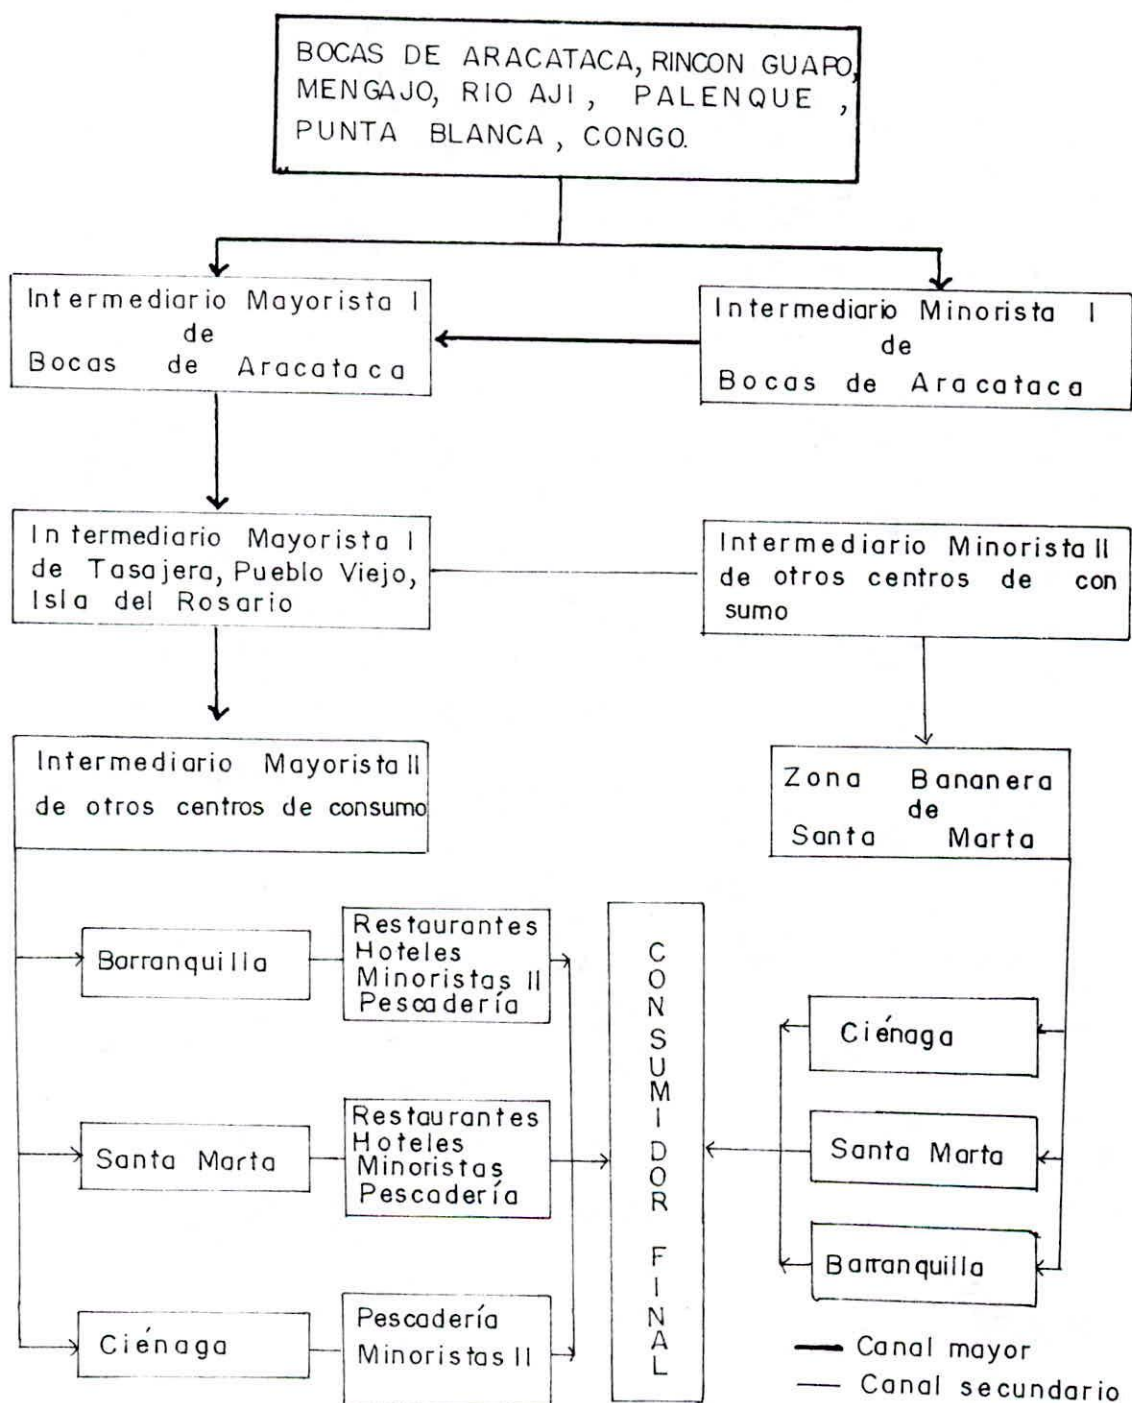 BOCAS DE ARACATACA, RINCON GUAPO,
MENGAJO, RIO AJI, PALENQUE,
PUNTA BLANCA, CONGO.
Intermediario Mayorista I
de
Bocas de Aracataca
Intermediario Minorista I
de
Bocas de Aracataca
Intermediario Mayorista I
de Tasajera, Pueblo Viejo,
Isla del Rosario
Intermediario Minorista II
de otros centros de con
sumo
Intermediario Mayorista II
de otros centros de consumo
Zona Bananera
de
Santa Marta
Barranquilla
Restaurantes
Hoteles
Minoristas II
Pescadería
Santa Marta
Restaurantes
Hoteles
Minoristas
Pescadería
Ciénaga
Pescadería
Minoristas II
CONSUMIDOR FINAL
Ciénaga
Santa Marta
Barranquilla
Canal mayor
Canal secundario